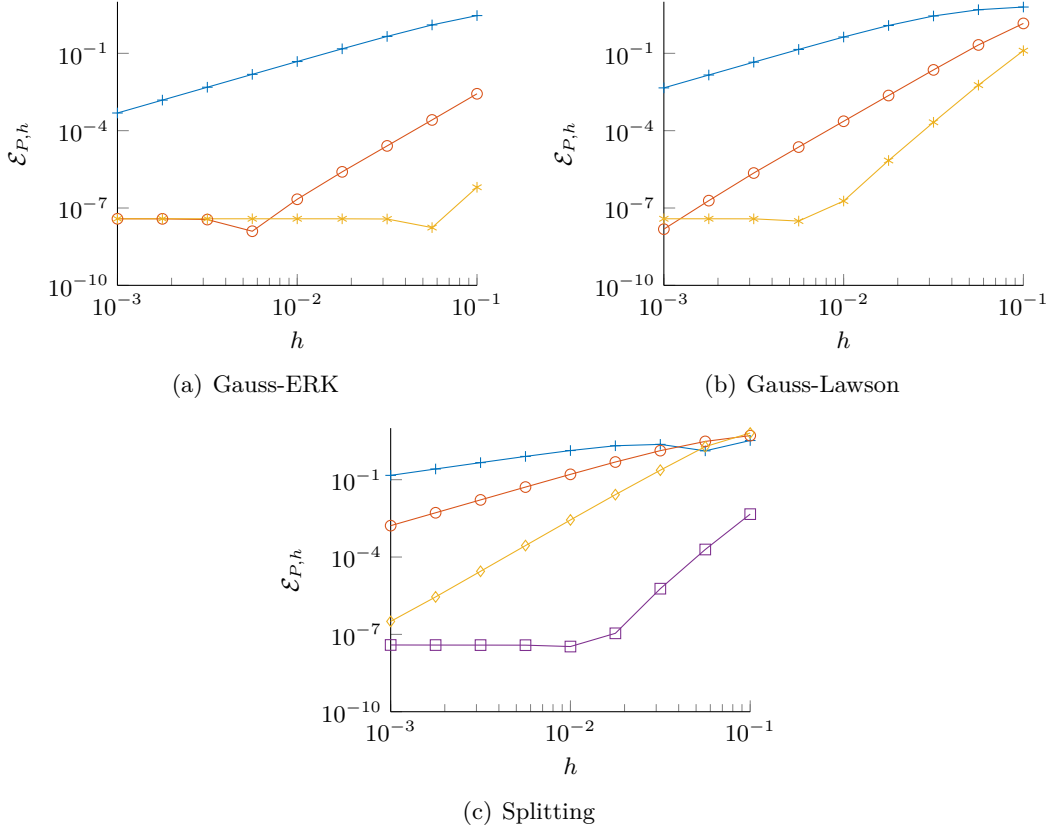 10⁻¹
10⁻⁴
10⁻⁷
10⁻¹⁰
ℰ_{P,h}
10⁻³ 10⁻² 10⁻¹
h
(a) Gauss-ERK
10⁻¹
10⁻⁴
10⁻⁷
10⁻¹⁰
ℰ_{P,h}
10⁻³ 10⁻² 10⁻¹
h
(b) Gauss-Lawson
10⁻¹
10⁻⁴
10⁻⁷
10⁻¹⁰
ℰ_{P,h}
10⁻³ 10⁻² 10⁻¹
h
(c) Splitting